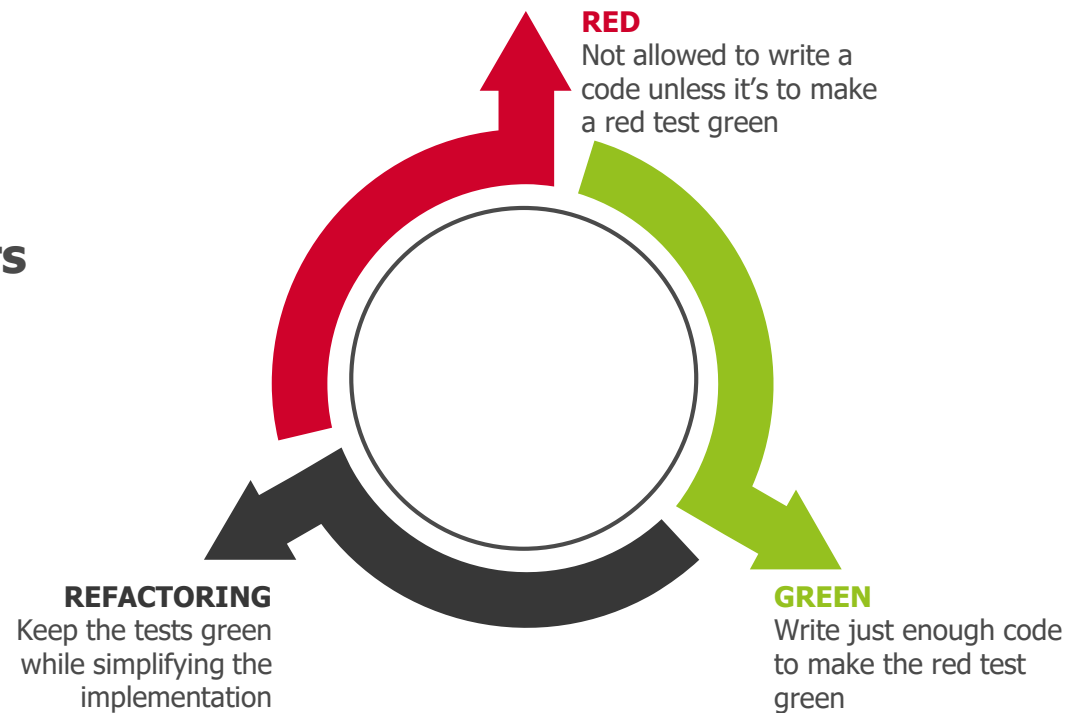 RED
Not allowed to write a
code unless it’s to make
a red test green
REFACTORING
Keep the tests green
while simplifying the
implementation
GREEN
Write just enough code
to make the red test
green